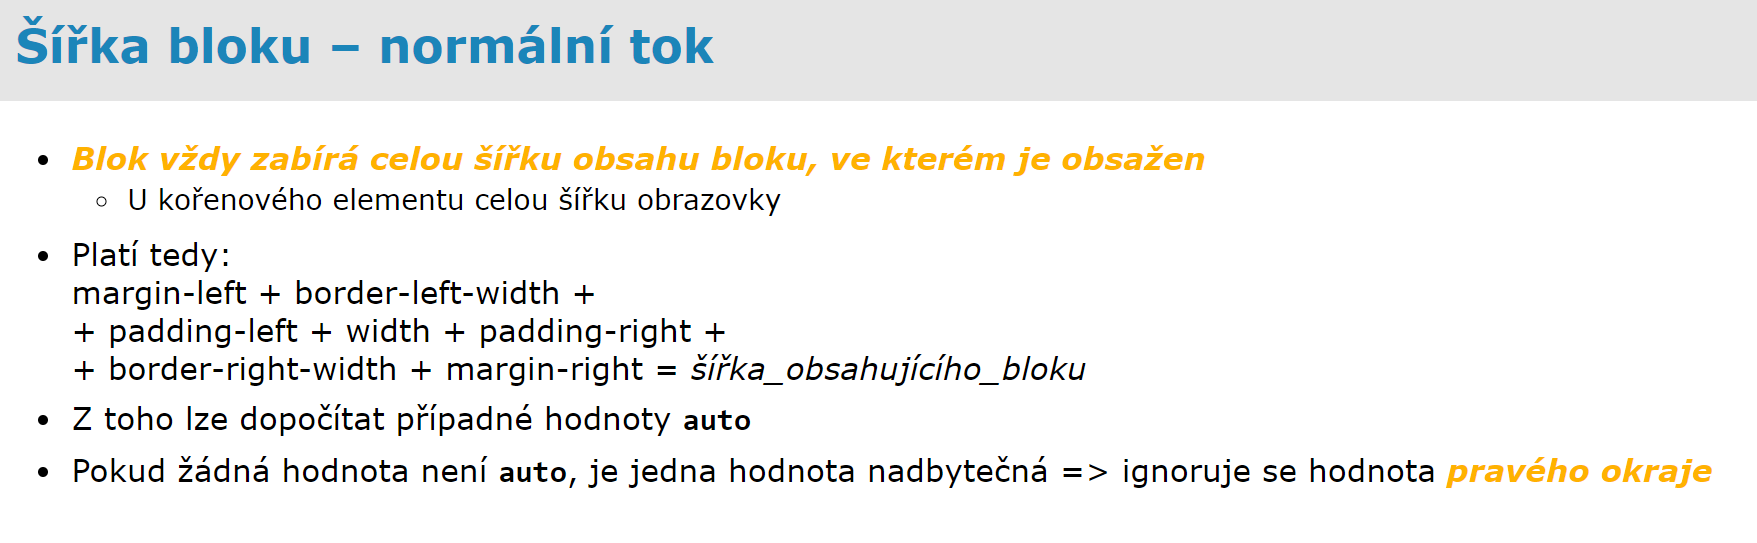 Šířka bloku – normální tok
Blok vždy zabírá celou šířku obsahu bloku, ve kterém je obsažen
U kořenového elementu celou šířku obrazovky
Platí tedy:
margin-left + border-left-width +
+ padding-left + width + padding-right +
+ border-right-width + margin-right = šířka_obsahujícího_bloku
Z toho lze dopočítat případné hodnoty auto
Pokud žádná hodnota není auto, je jedna hodnota nadbytečná => ignoruje se hodnota pravého okraje